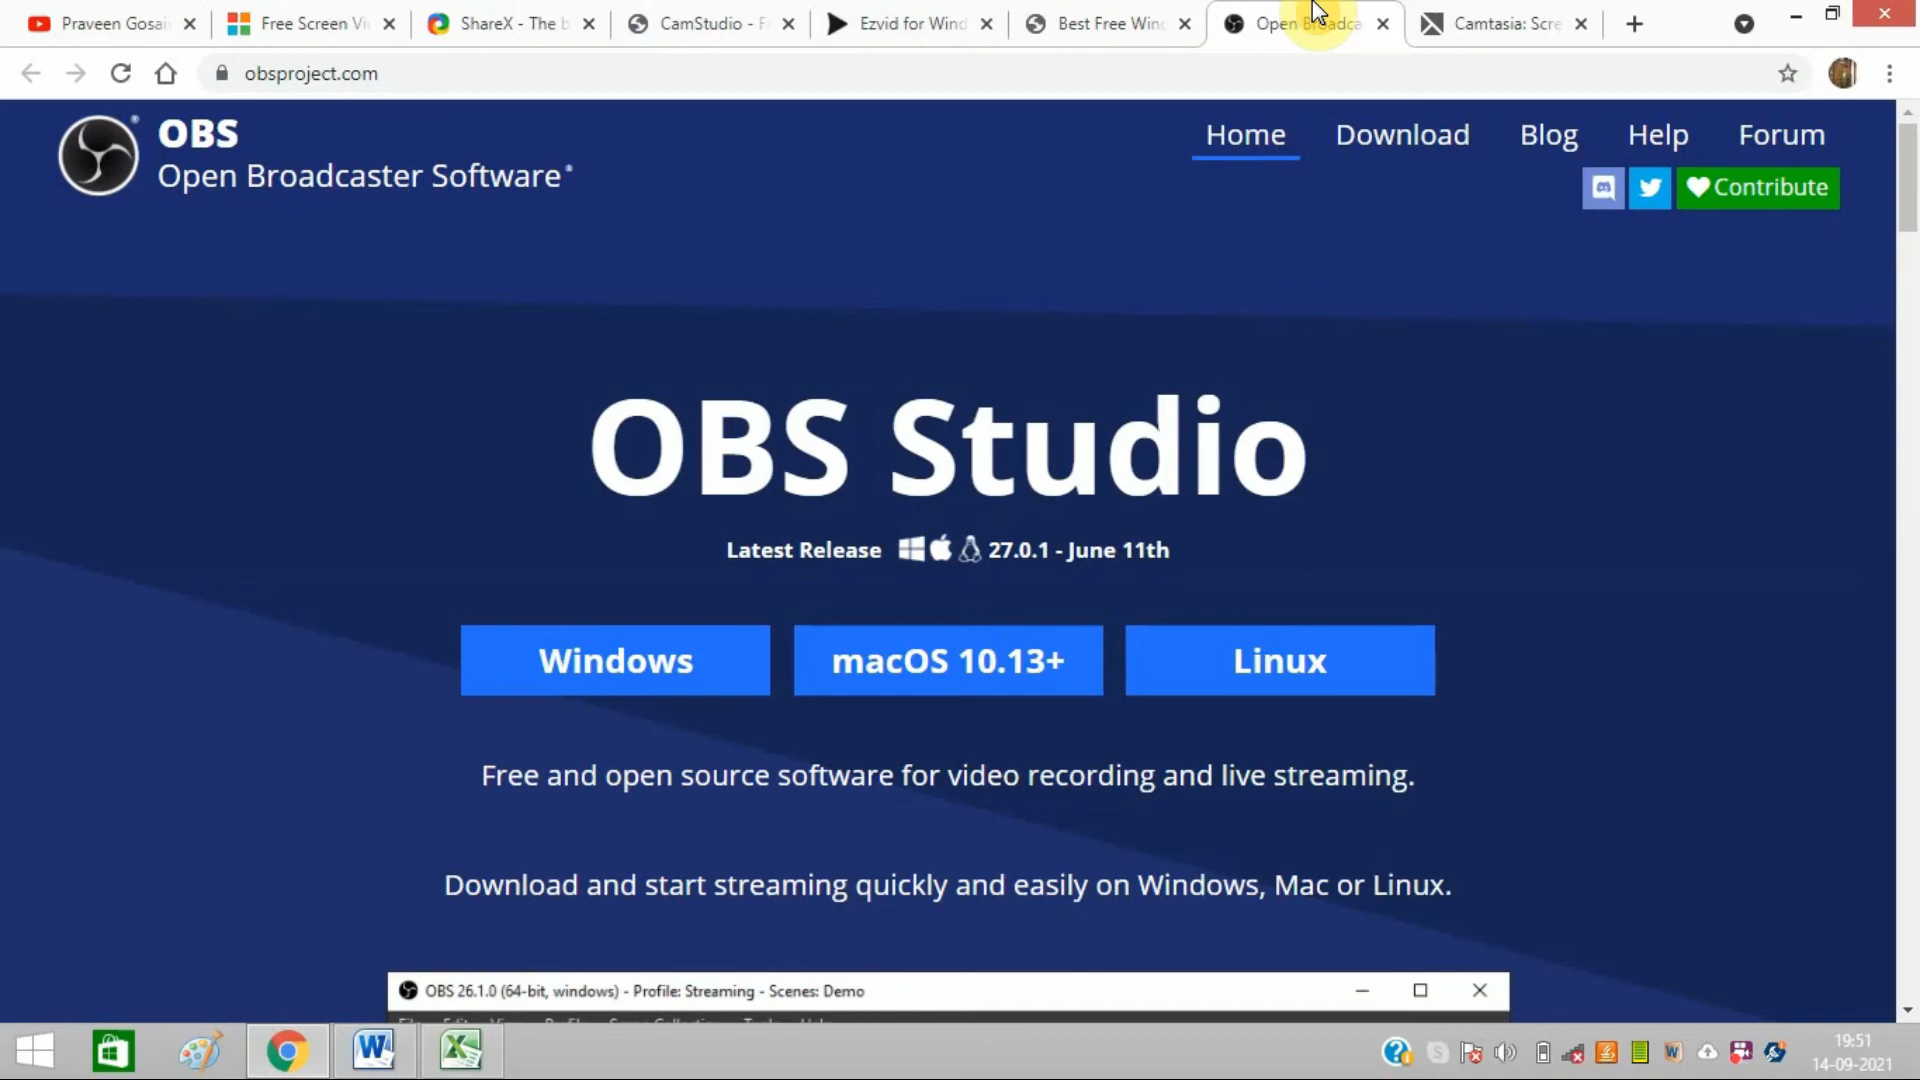 Praveen Gosai
Free Screen Vi
ShareX - The b
CamStudio - F
Ezvid for Wind
Best Free Winc
Open Broadca
Camtasia: Scre
obsproject.com
OBS
Open Broadcaster Software
Home Download Blog Help Forum
Contribute
OBS Studio
Latest Release 27.0.1 - June 11th
Windows
macOS 10.13+
Linux
Free and open source software for video recording and live streaming.
Download and start streaming quickly and easily on Windows, Mac or Linux.
OBS 26.1.0 (64-bit, windows) - Profile: Streaming - Scenes: Demo
19:51
14-09-2021